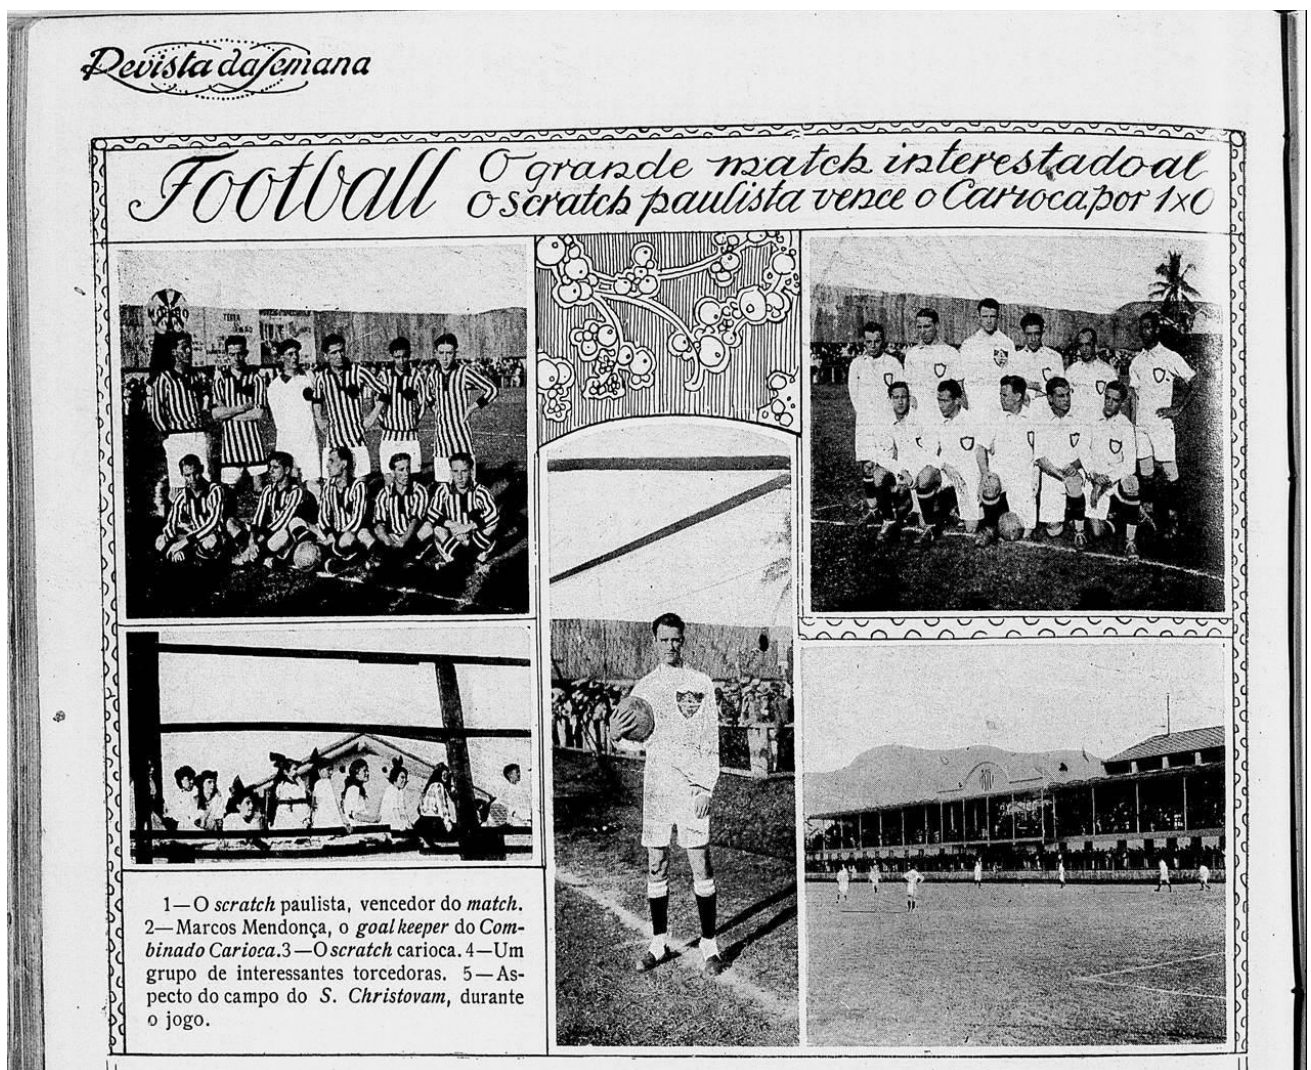 Revista da Semana
Football
O grande match interestadoal
o scratch paulista vence o Carioca por 1x0
1—O scratch paulista, vencedor do match.
2—Marcos Mendonça, o goal keeper do Com-
binado Carioca. 3—O scratch carioca. 4—Um
grupo de interessantes torcedoras. 5—As-
pecto do campo do S. Christovam, durante
o jogo.